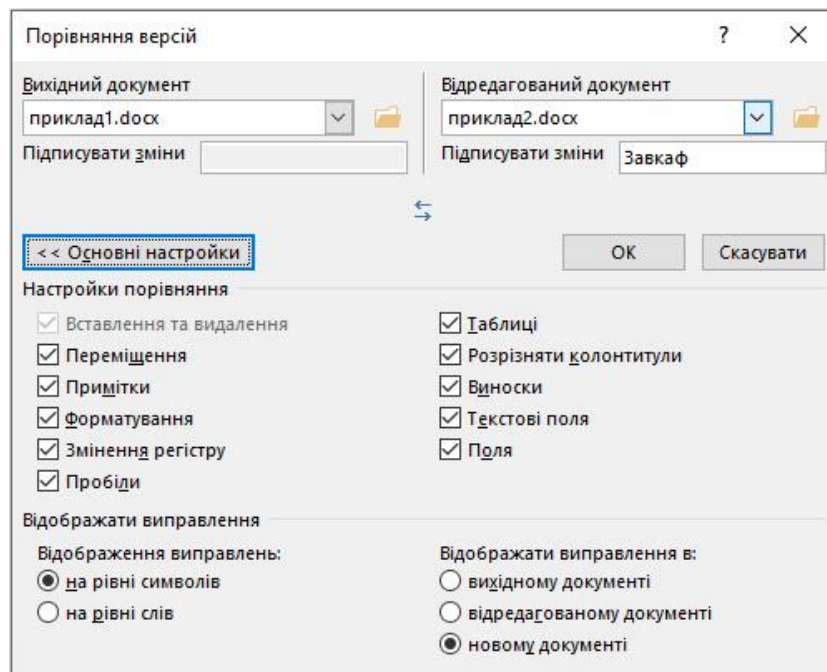 Порівняння версій ?
Вихідний документ
приклад1.docx
Підписувати зміни
Відредагований документ
приклад2.docx
Підписувати зміни Завкаф
<< Основні настройки ОК Скасувати
Настройки порівняння
Вставлення та видалення
Переміщення
Примітки
Форматування
Змінення регістру
Пробіли
Таблиці
Розрізняти колонтитули
Виноски
Текстові поля
Поля
Відображати виправлення
Відображення виправлень:
на рівні символів
на рівні слів
Відображати виправлення в:
вихідному документі
відредагованому документі
новому документі